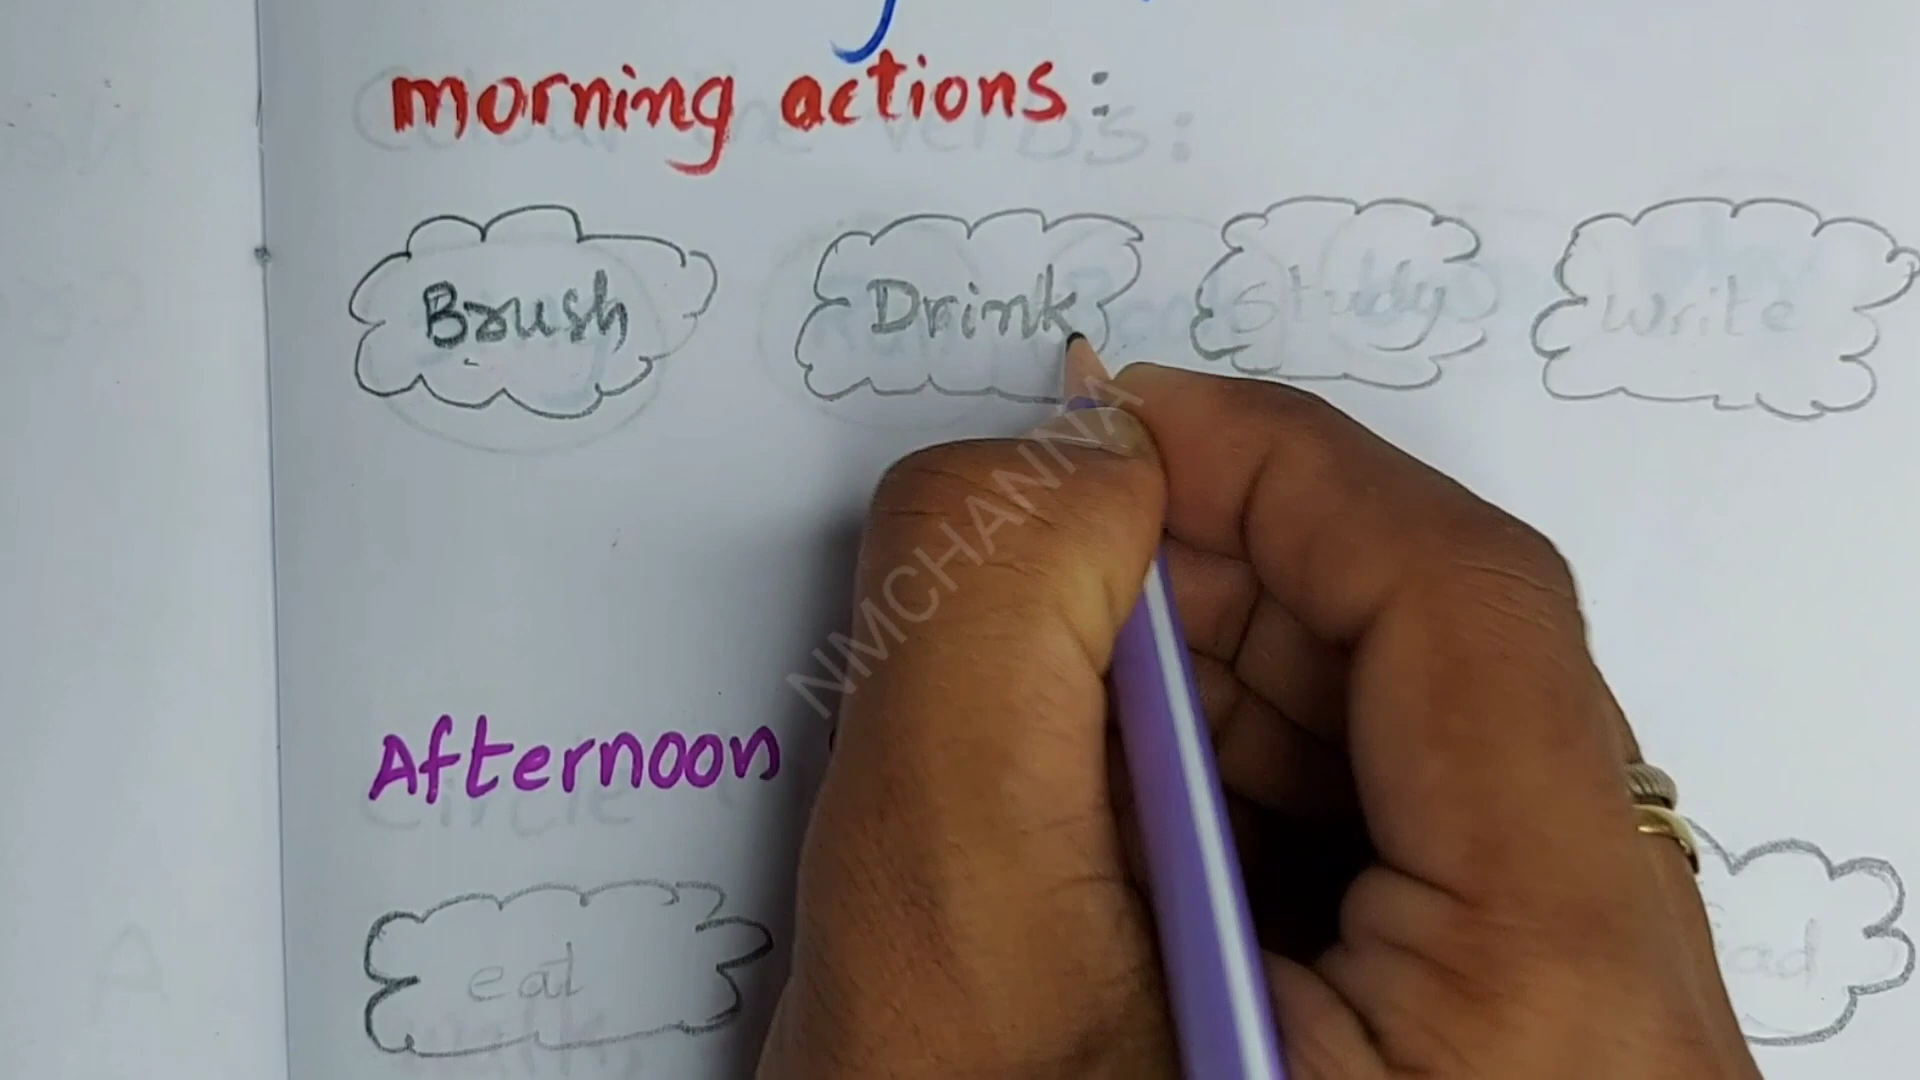 morning actions:
Brush Drink Study Write
NMCHANNA
Afternoon
eat